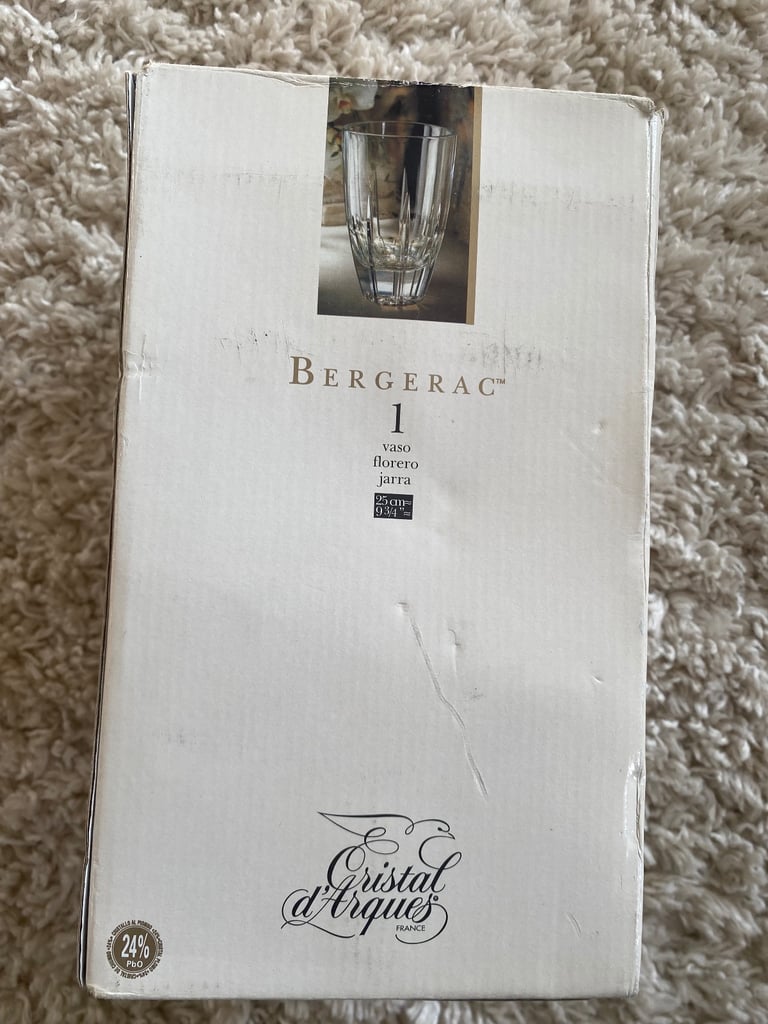 BERGERAC™
1
vaso
florero
jarra
25 cm≈
9 3/4"≈
Cristal
d'Arques®
FRANCE
24%
PbO